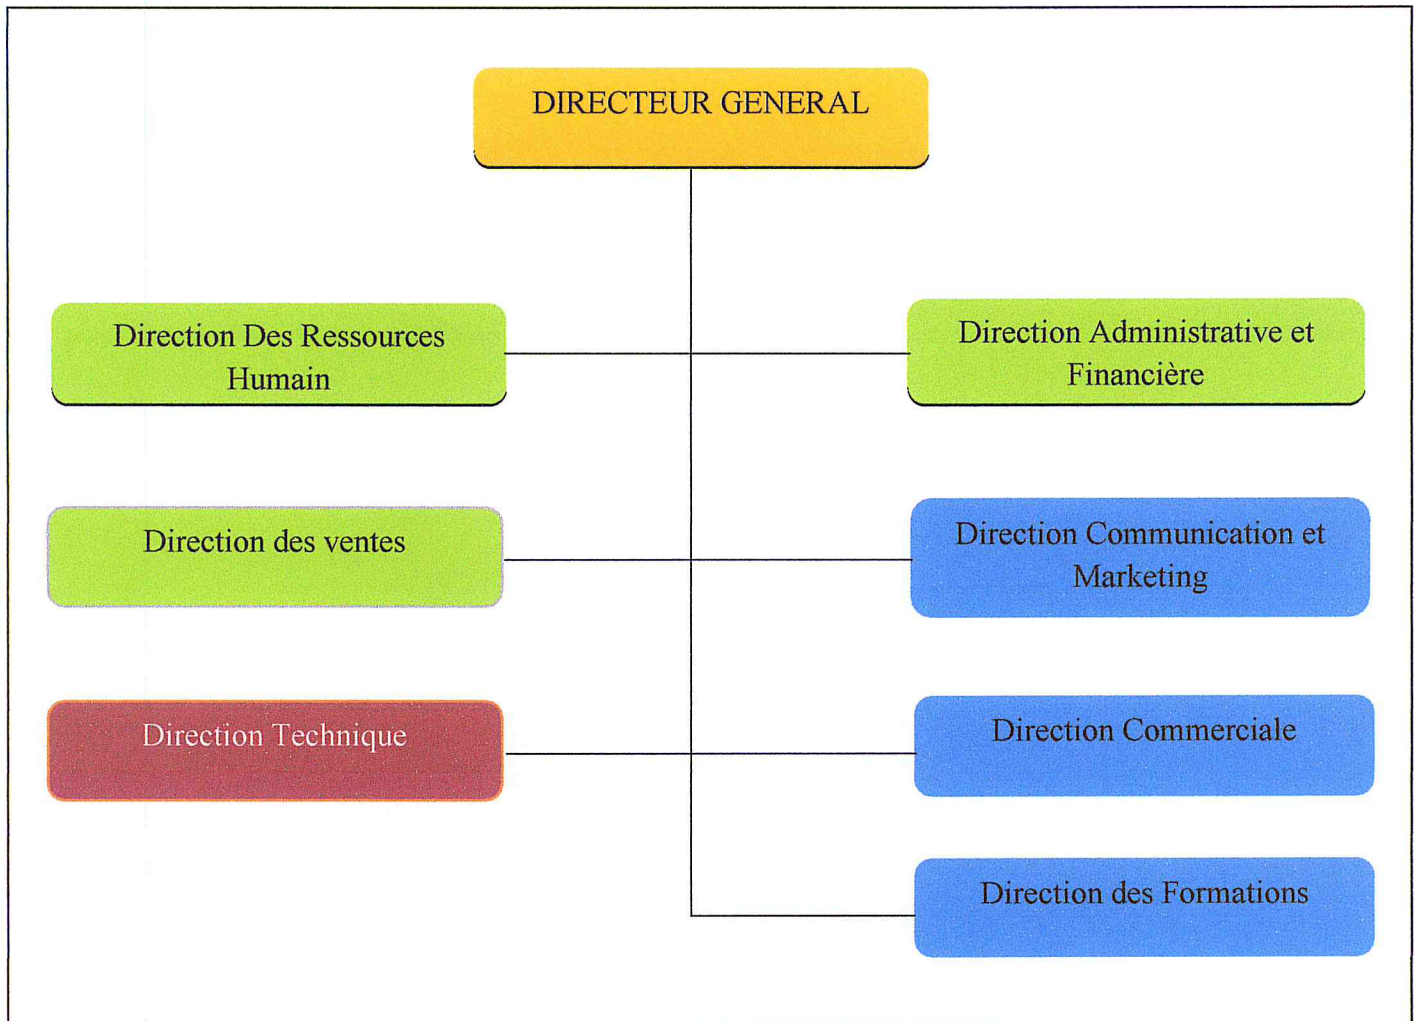 DIRECTEUR GENERAL
Direction Des Ressources
Humain
Direction Administrative et
Financière
Direction des ventes
Direction Communication et
Marketing
Direction Technique
Direction Commerciale
Direction des Formations